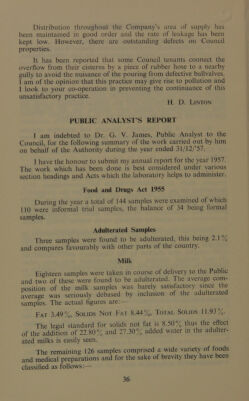 Distribution throughout the Company's area of supply has
been maintained in good order and the rate of leakage has been
kept low. However, there are outstanding defects on Council
properties.
It has been reported that some Council tenants connect the
overflow from their cisterns by a piece of rubber hose to a nearby
gully to avoid the nuisance of the pouring from defective ballvalves.
I am of the opinion that this practice may give rise to pollution and
I look to your co-operation in preventing the continuance of this
unsatisfactory practice.
H. D. LINTON
PUBLIC ANALYST'S REPORT
I am indebted to Dr. G. V. James, Public Analyst to the
Council, for the following summary of the work carried out by him
on behalf of the Authority during the year ended 31/12/'57.
I have the honour to submit my annual report for the year 1957.
The work which has been done is best considered under various
section headings and Acts which the laboratory helps to administer.
Food and Drugs Act 1955
During the year a total of 144 samples were examined of which
110 were informal trial samples, the balance of 34 being formal
samples.
Adulterated Samples
Three samples were found to be adulterated, this being 2.1%
and compares favourably with other parts of the country.
Milk
Eighteen samples were taken in course of delivery to the Public
and two of these were found to be adulterated. The average com-
position of the milk samples was barely satisfactory since the
average was seriously debased by inclusion of the adulterated
samples. The actual figures are:—
FAT 3.49%, SOLIDS NOT FAT 8.44%, TOTAL SOLIDS 11.93%.
The legal standard for solids not fat is 8.50% thus the effect
of the addition of 22.80% and 27.30% added water in the adulter-
ated milks is easily seen.
The remaining 126 samples comprised a wide variety of foods
and medical preparations and for the sake of brevity they have been
classified as follows:—
36